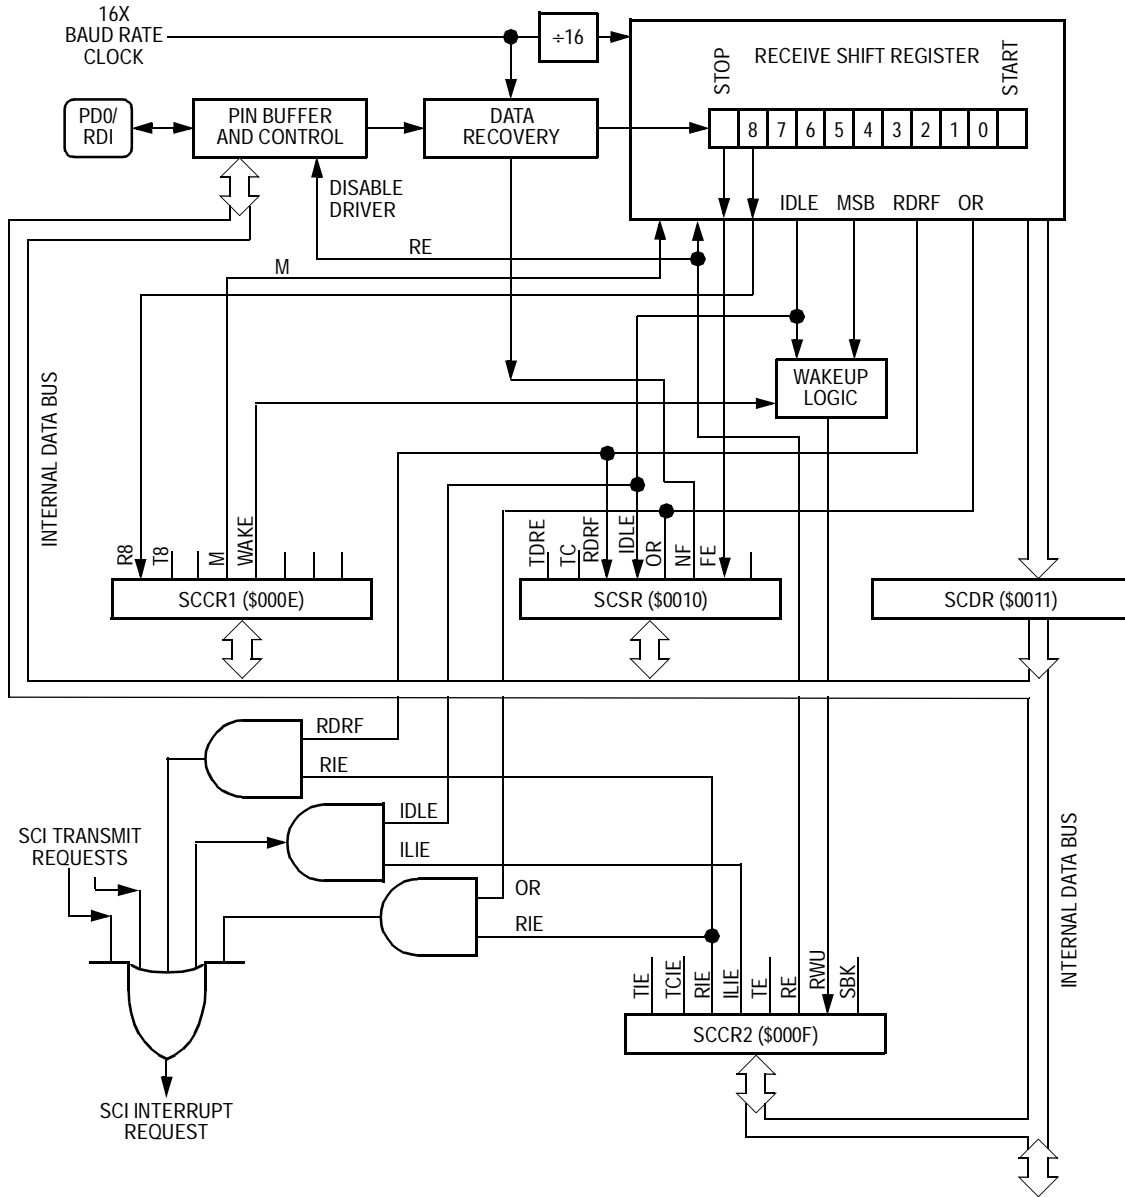 16X
BAUD RATE
CLOCK
÷16
RECEIVE SHIFT REGISTER
STOP
START
PD0/
RDI
PIN BUFFER
AND CONTROL
DATA
RECOVERY
8 7 6 5 4 3 2 1 0
DISABLE
DRIVER
IDLE MSB RDRF OR
RE
M
WAKEUP
LOGIC
INTERNAL DATA BUS
R8
T8
M
WAKE
TDRE
TC
RDRF
IDLE
OR
NF
FE
SCCR1 ($000E)
SCSR ($0010)
SCDR ($0011)
RDRF
RIE
IDLE
ILIE
SCI TRANSMIT
REQUESTS
OR
RIE
INTERNAL DATA BUS
TIE
TCIE
RIE
ILIE
TE
RE
RWU
SBK
SCCR2 ($000F)
SCI INTERRUPT
REQUEST